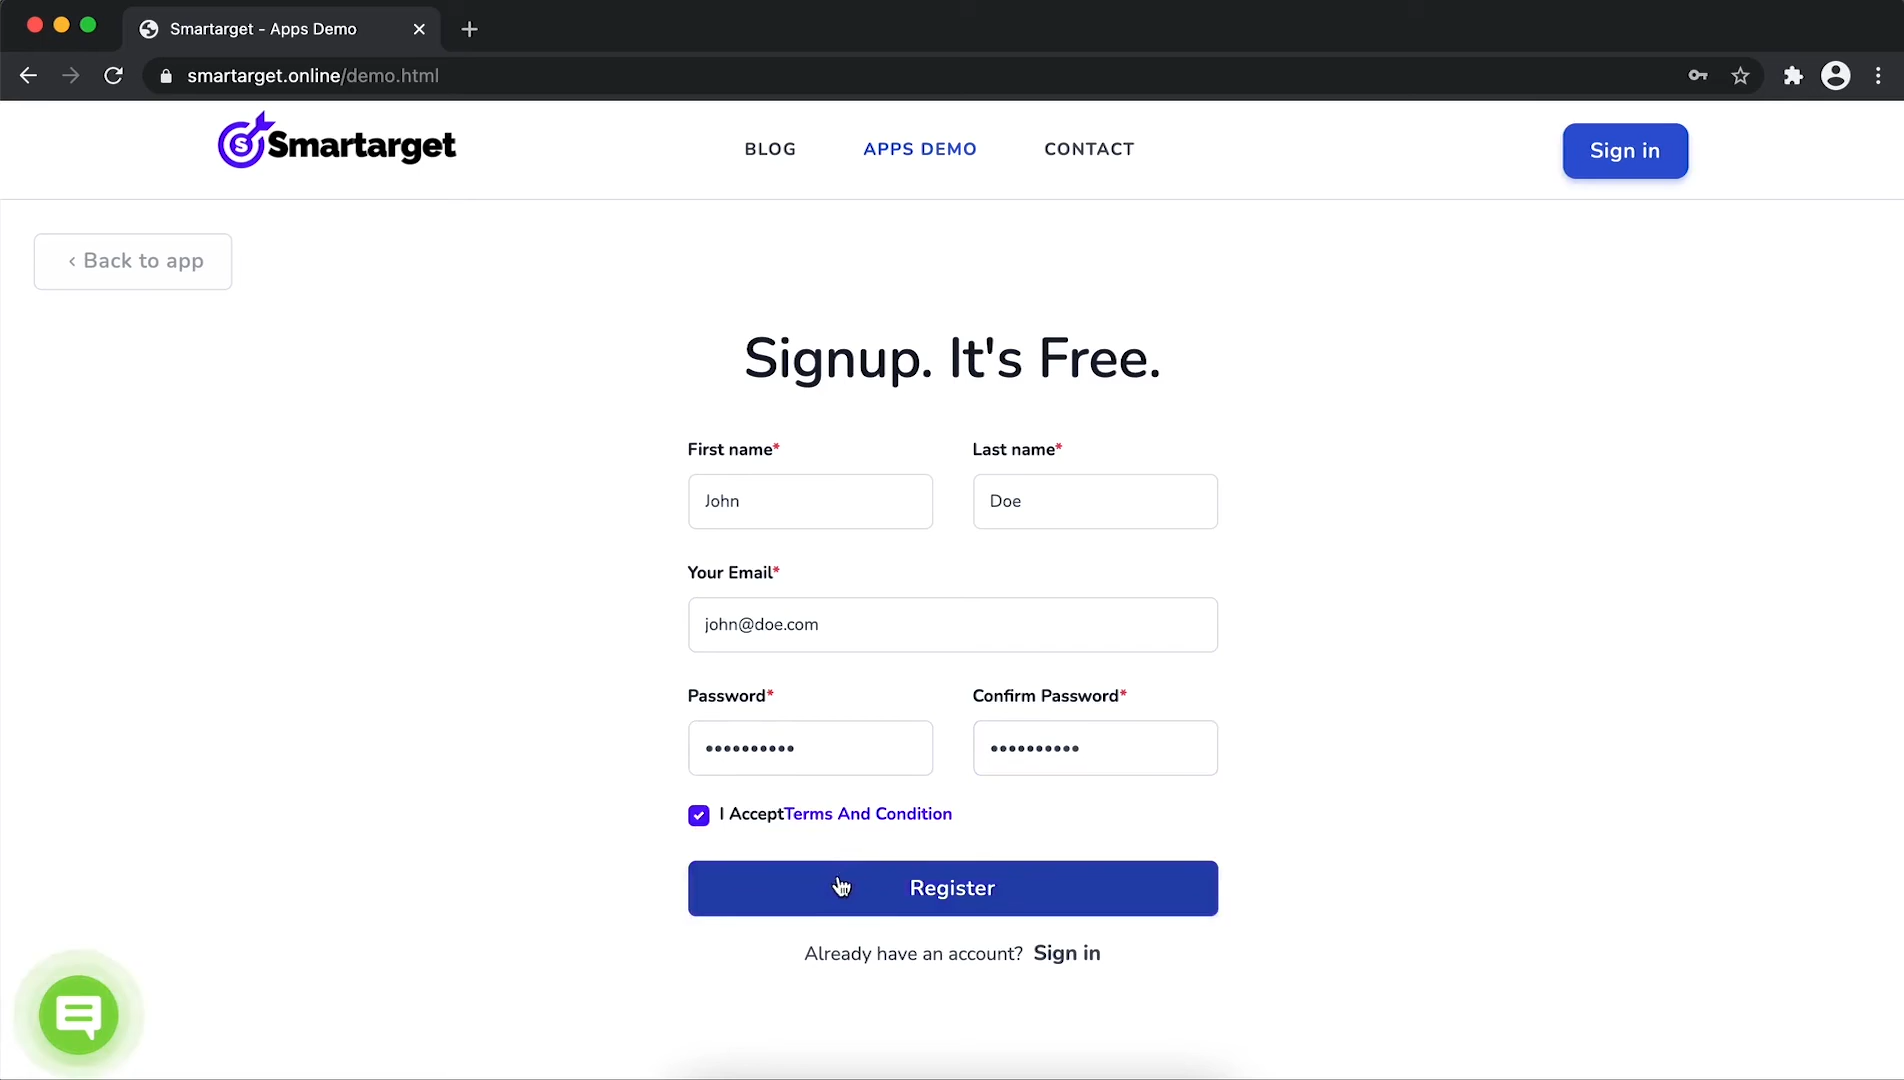 Smartarget - Apps Demo
smartarget.online/demo.html
Smartarget
BLOG
APPS DEMO
CONTACT
Sign in
‹ Back to app
Signup. It's Free.
First name*
Last name*
John
Doe
Your Email*
john@doe.com
Password*
Confirm Password*
••••••••••
••••••••••
I AcceptTerms And Condition
Register
Already have an account? Sign in